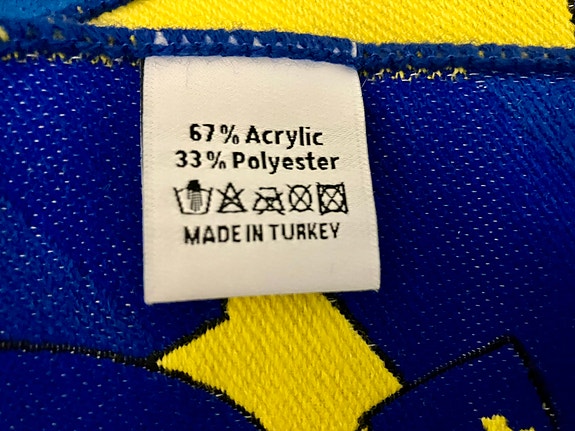 67% Acrylic
33% Polyester
MADE IN TURKEY